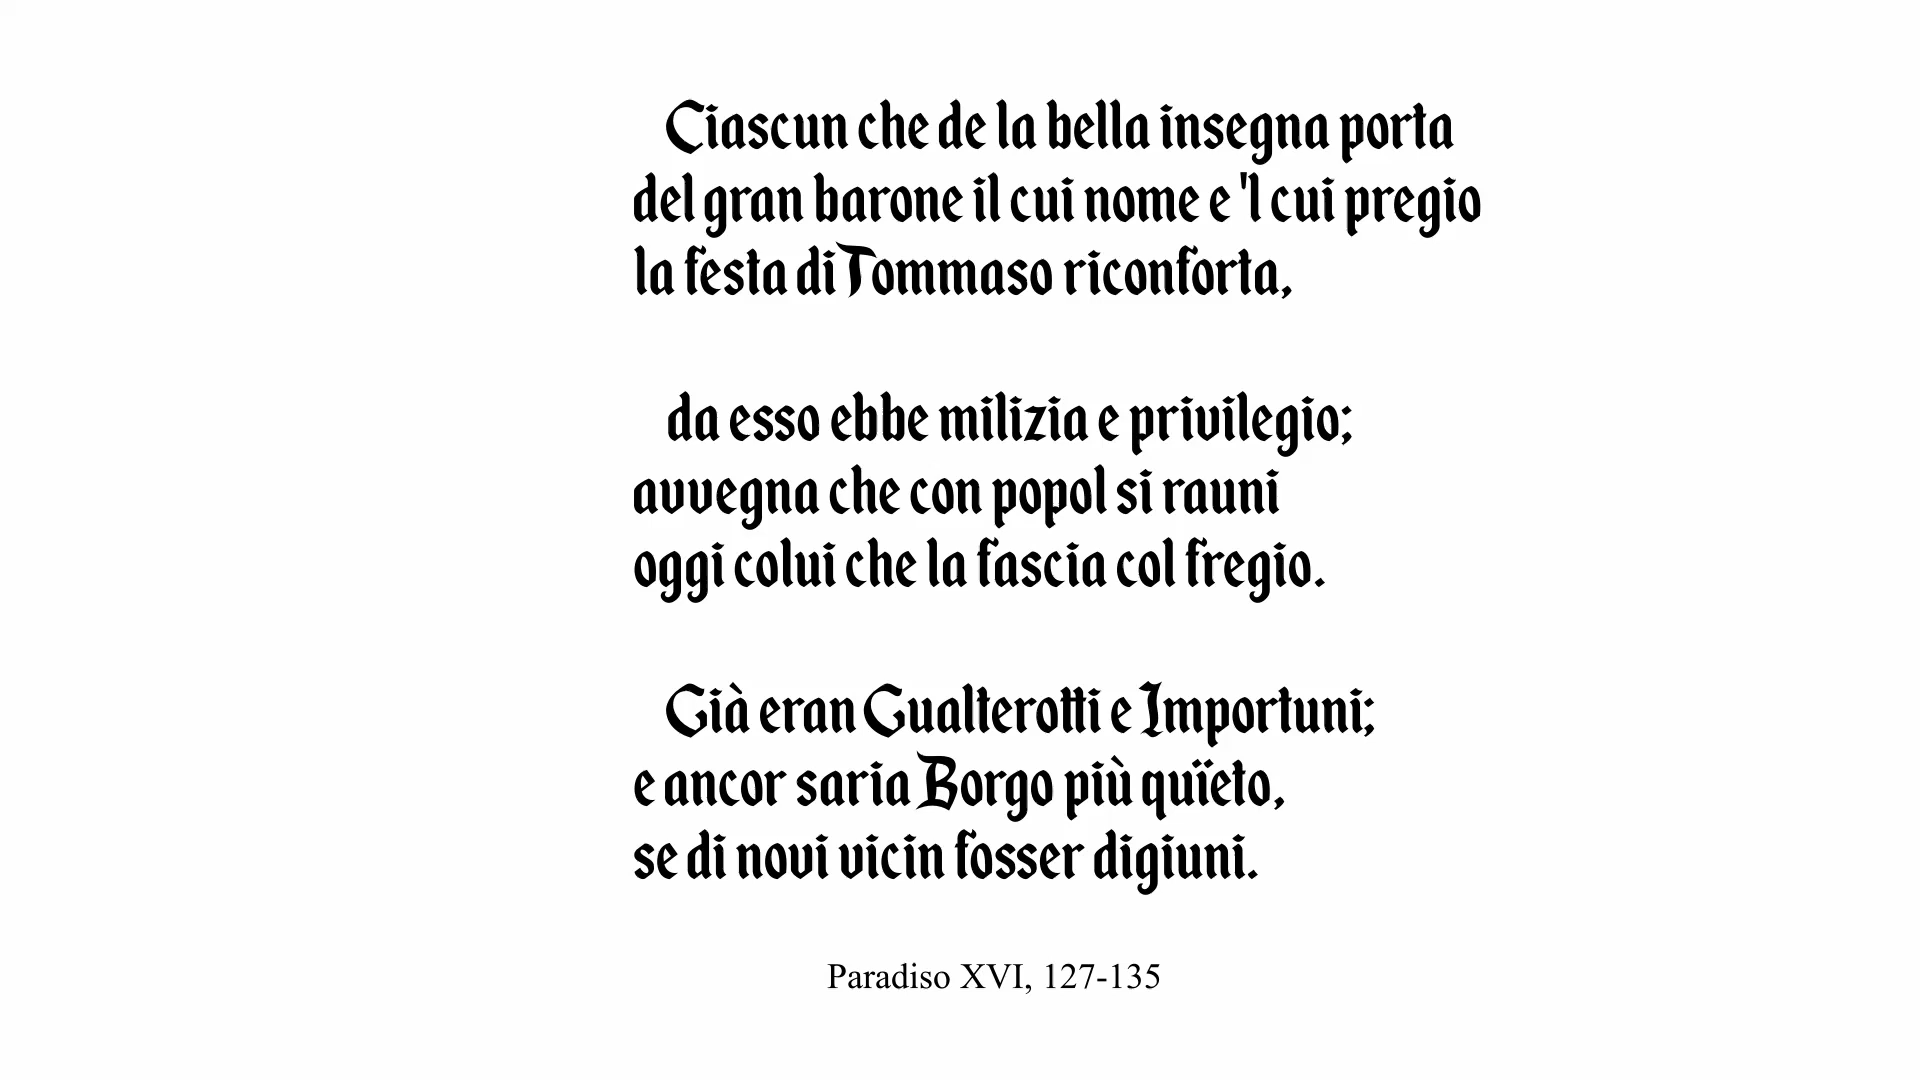 Ciascun che de la bella insegna porta
del gran barone il cui nome e 'l cui pregio
la festa di Tommaso riconforta,
da esso ebbe milizia e privilegio;
avvegna che con popol si rauni
oggi colui che la fascia col fregio.
Già eran Gualterotti e Importuni;
e ancor saria Borgo più quïeto,
se di novi vicin fosser digiuni.
Paradiso XVI, 127-135